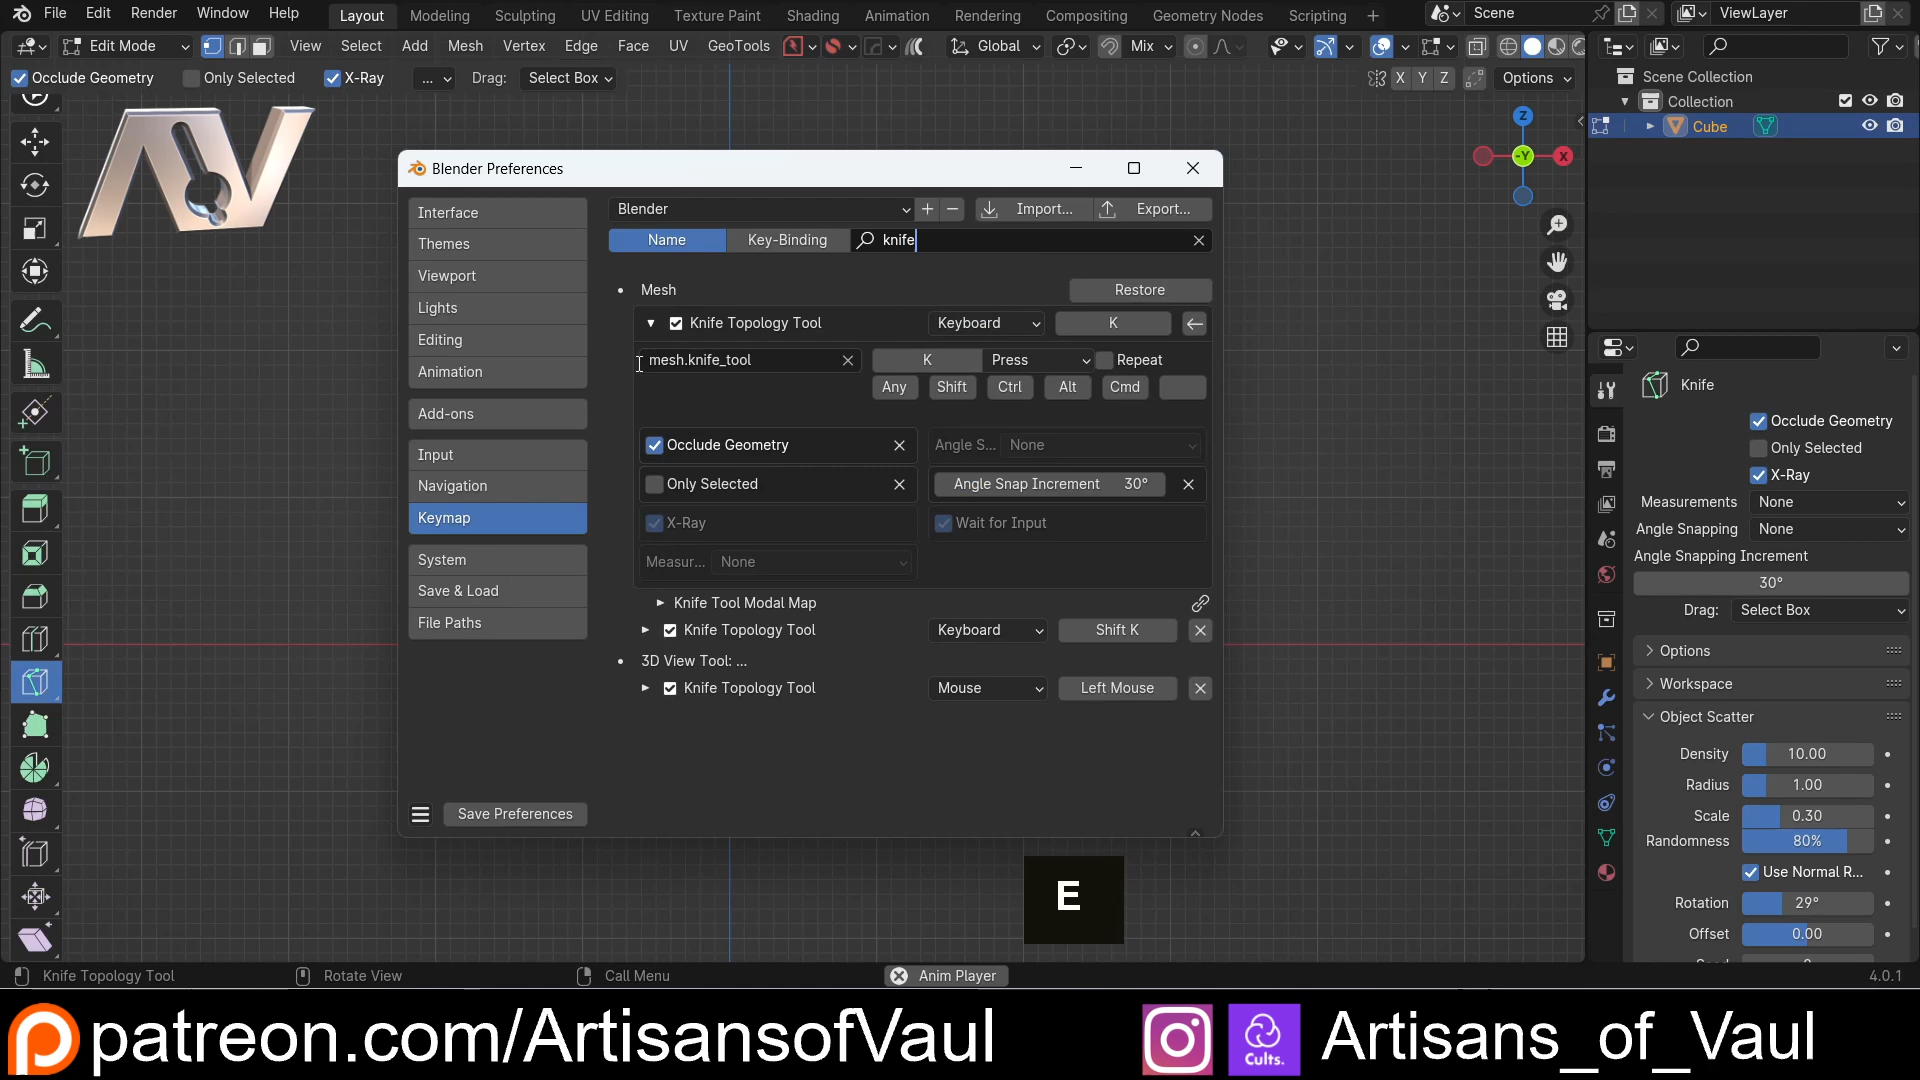 File Edit Render Window Help Layout Modeling Sculpting UV Editing Texture Paint Shading Animation Rendering Compositing Geometry Nodes Scripting + Scene ViewLayer
Edit Mode View Select Add Mesh Vertex Edge Face UV GeoTools Global Mix
Occlude Geometry Only Selected X-Ray ... Drag: Select Box X Y Z Options
Scene Collection
Collection
Cube
Z
-Y X
Blender Preferences
Interface
Themes
Viewport
Lights
Editing
Animation
Add-ons
Input
Navigation
Keymap
System
Save & Load
File Paths
Save Preferences
Blender Import... Export...
Name Key-Binding knife
Mesh Restore
Knife Topology Tool Keyboard K
mesh.knife_tool K Press Repeat
Any Shift Ctrl Alt Cmd
Occlude Geometry Angle S... None
Only Selected Angle Snap Increment 30°
X-Ray Wait for Input
Measur... None
Knife Tool Modal Map
Knife Topology Tool Keyboard Shift K
3D View Tool: ...
Knife Topology Tool Mouse Left Mouse
E
Knife
Occlude Geometry
Only Selected
X-Ray
Measurements None
Angle Snapping None
Angle Snapping Increment
30°
Drag: Select Box
Options
Workspace
Object Scatter
Density 10.00
Radius 1.00
Scale 0.30
Randomness 80%
Use Normal R...
Rotation 29°
Offset 0.00
Knife Topology Tool Rotate View Call Menu Anim Player 4.0.1
patreon.com/ArtisansofVaul Cults. Artisans_of_Vaul